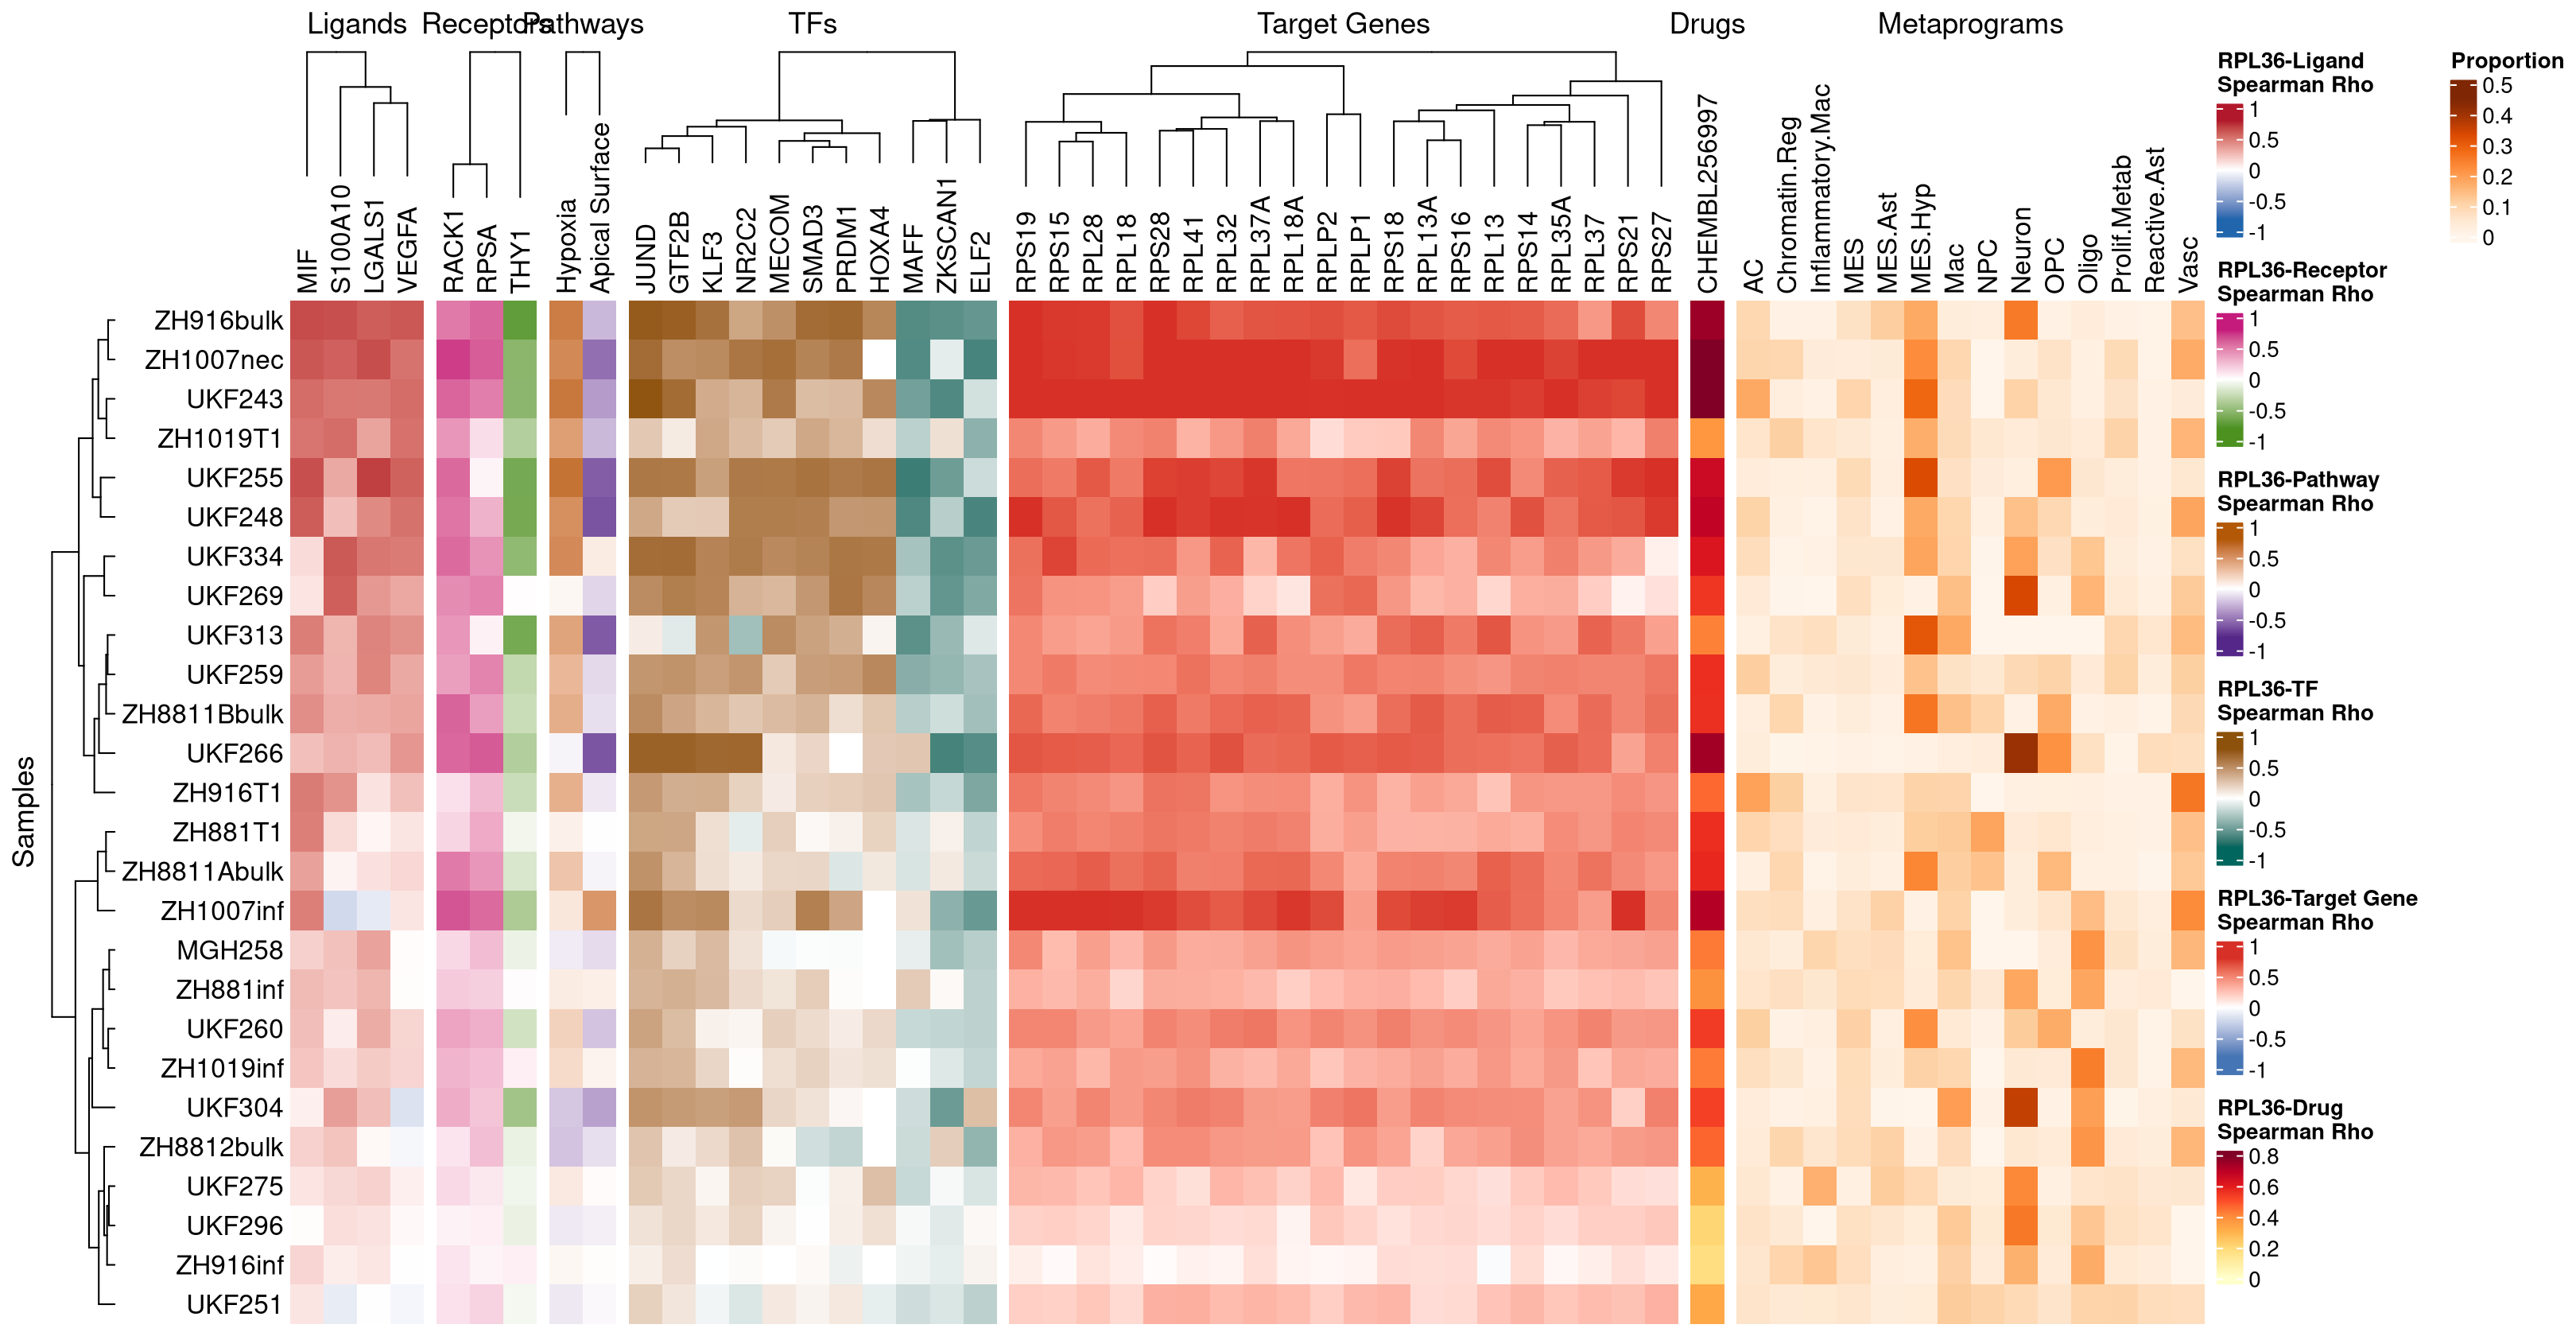 Ligands Receptors Pathways TFs Target Genes Drugs Metaprograms
MIF S100A10 LGALS1 VEGFA RACK1 RPSA THY1 Hypoxia Apical Surface JUND GTF2B KLF3 NR2C2 MECOM SMAD3 PRDM1 HOXA4 MAFF ZKSCAN1 ELF2 RPS19 RPS15 RPL28 RPL18 RPS28 RPL41 RPL32 RPL37A RPL18A RPLP2 RPLP1 RPS18 RPL13A RPS16 RPL13 RPS14 RPL35A RPL37 RPS21 RPS27 CHEMBL256997 AC Chromatin.Reg Inflammatory.Mac MES MES.Ast MES.Hyp Mac NPC Neuron OPC Oligo Prolif.Metab Reactive.Ast Vasc
Samples
ZH916bulk
ZH1007nec
UKF243
ZH1019T1
UKF255
UKF248
UKF334
UKF269
UKF313
UKF259
ZH8811Bbulk
UKF266
ZH916T1
ZH881T1
ZH8811Abulk
ZH1007inf
MGH258
ZH881inf
UKF260
ZH1019inf
UKF304
ZH8812bulk
UKF275
UKF296
ZH916inf
UKF251
RPL36-Ligand
Spearman Rho
1
0.5
0
-0.5
-1
RPL36-Receptor
Spearman Rho
1
0.5
0
-0.5
-1
RPL36-Pathway
Spearman Rho
1
0.5
0
-0.5
-1
RPL36-TF
Spearman Rho
1
0.5
0
-0.5
-1
RPL36-Target Gene
Spearman Rho
1
0.5
0
-0.5
-1
RPL36-Drug
Spearman Rho
0.8
0.6
0.4
0.2
0
Proportion
0.5
0.4
0.3
0.2
0.1
0